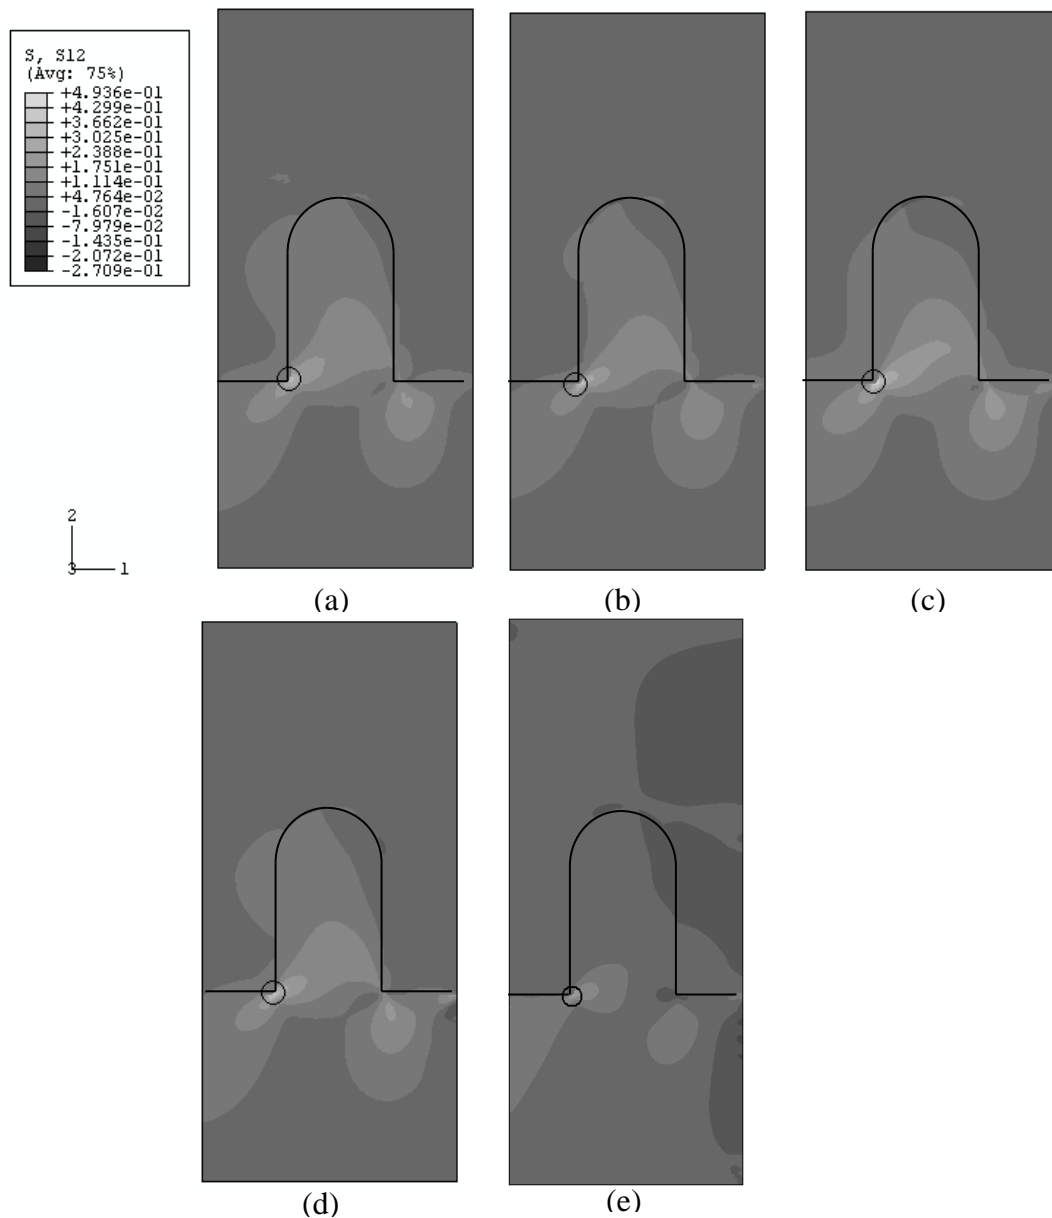 S, S12
(Avg: 75%)
+4.936e-01
+4.299e-01
+3.662e-01
+3.025e-01
+2.388e-01
+1.751e-01
+1.114e-01
+4.764e-02
-1.607e-02
-7.979e-02
-1.435e-01
-2.072e-01
-2.709e-01
2
3 1
(a) (b) (c)
(d) (e)